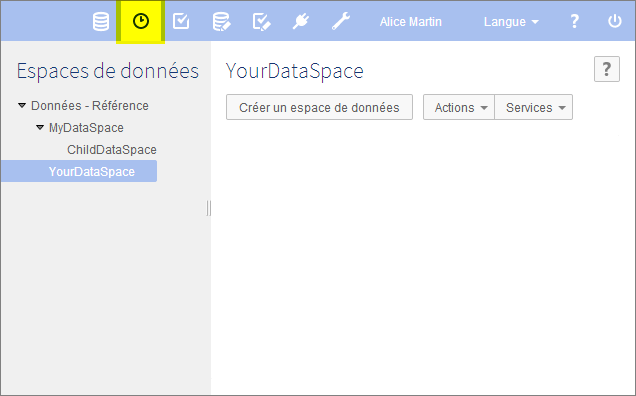 Alice Martin Langue ?
Espaces de données
Données - Référence
MyDataSpace
ChildDataSpace
YourDataSpace
YourDataSpace ?
Créer un espace de données Actions Services